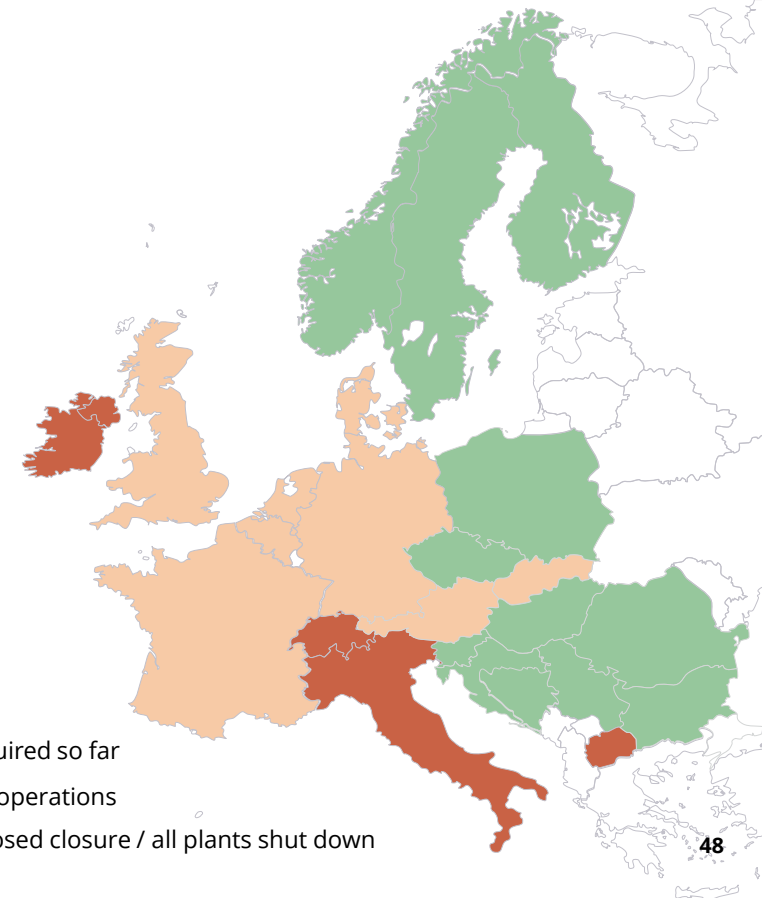 uired so far
operations
osed closure / all plants shut down
48